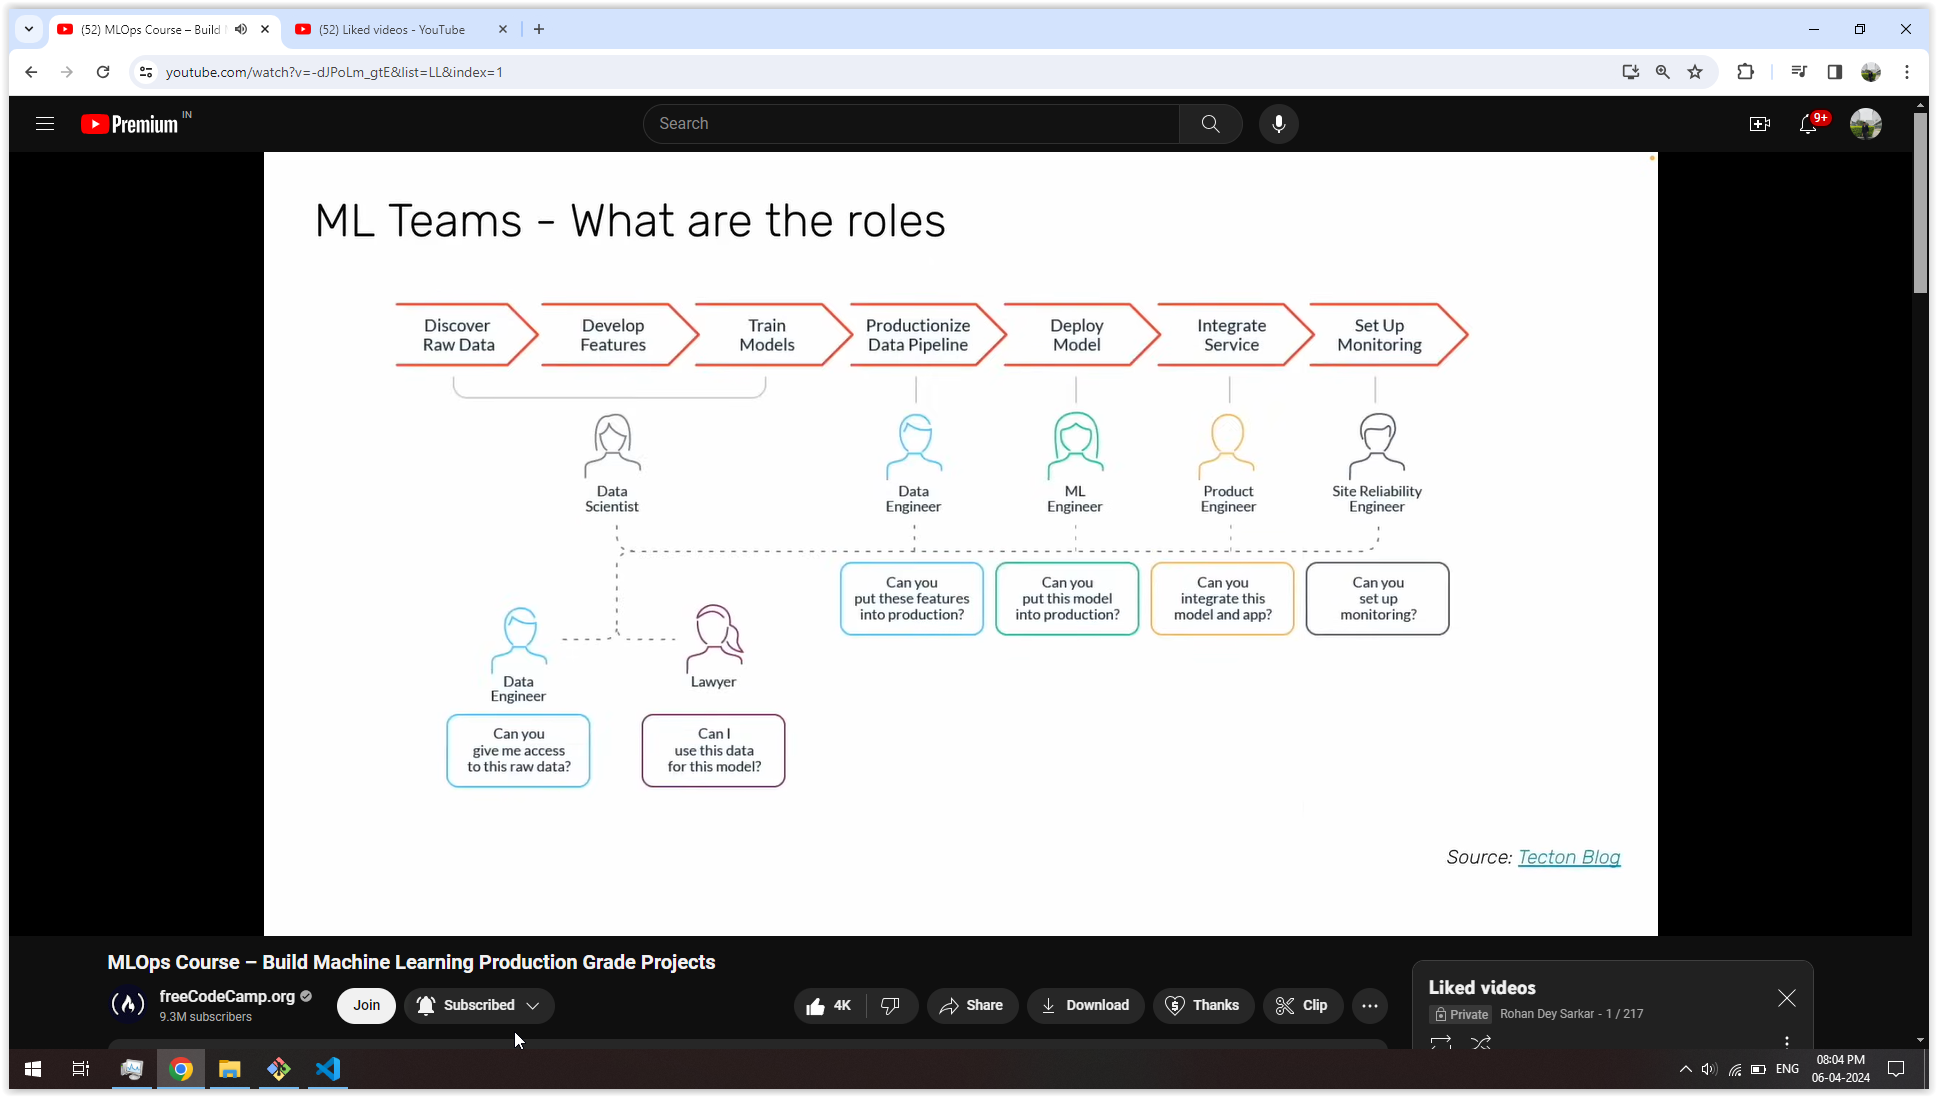 (52) MLOps Course – Build
(52) Liked videos - YouTube
youtube.com/watch?v=-dJPoLm_gtE&list=LL&index=1
Premium
IN
Search
9+
ML Teams - What are the roles
Discover
Raw Data
Develop
Features
Train
Models
Productionize
Data Pipeline
Deploy
Model
Integrate
Service
Set Up
Monitoring
Data
Scientist
Data
Engineer
ML
Engineer
Product
Engineer
Site Reliability
Engineer
Can you
put these features
into production?
Can you
put this model
into production?
Can you
integrate this
model and app?
Can you
set up
monitoring?
Data
Engineer
Lawyer
Can you
give me access
to this raw data?
Can I
use this data
for this model?
Source: Tecton Blog
MLOps Course – Build Machine Learning Production Grade Projects
freeCodeCamp.org
9.3M subscribers
Join
Subscribed
4K
Share
Download
Thanks
Clip
Liked videos
Private
Rohan Dey Sarkar - 1 / 217
ENG
08:04 PM
06-04-2024